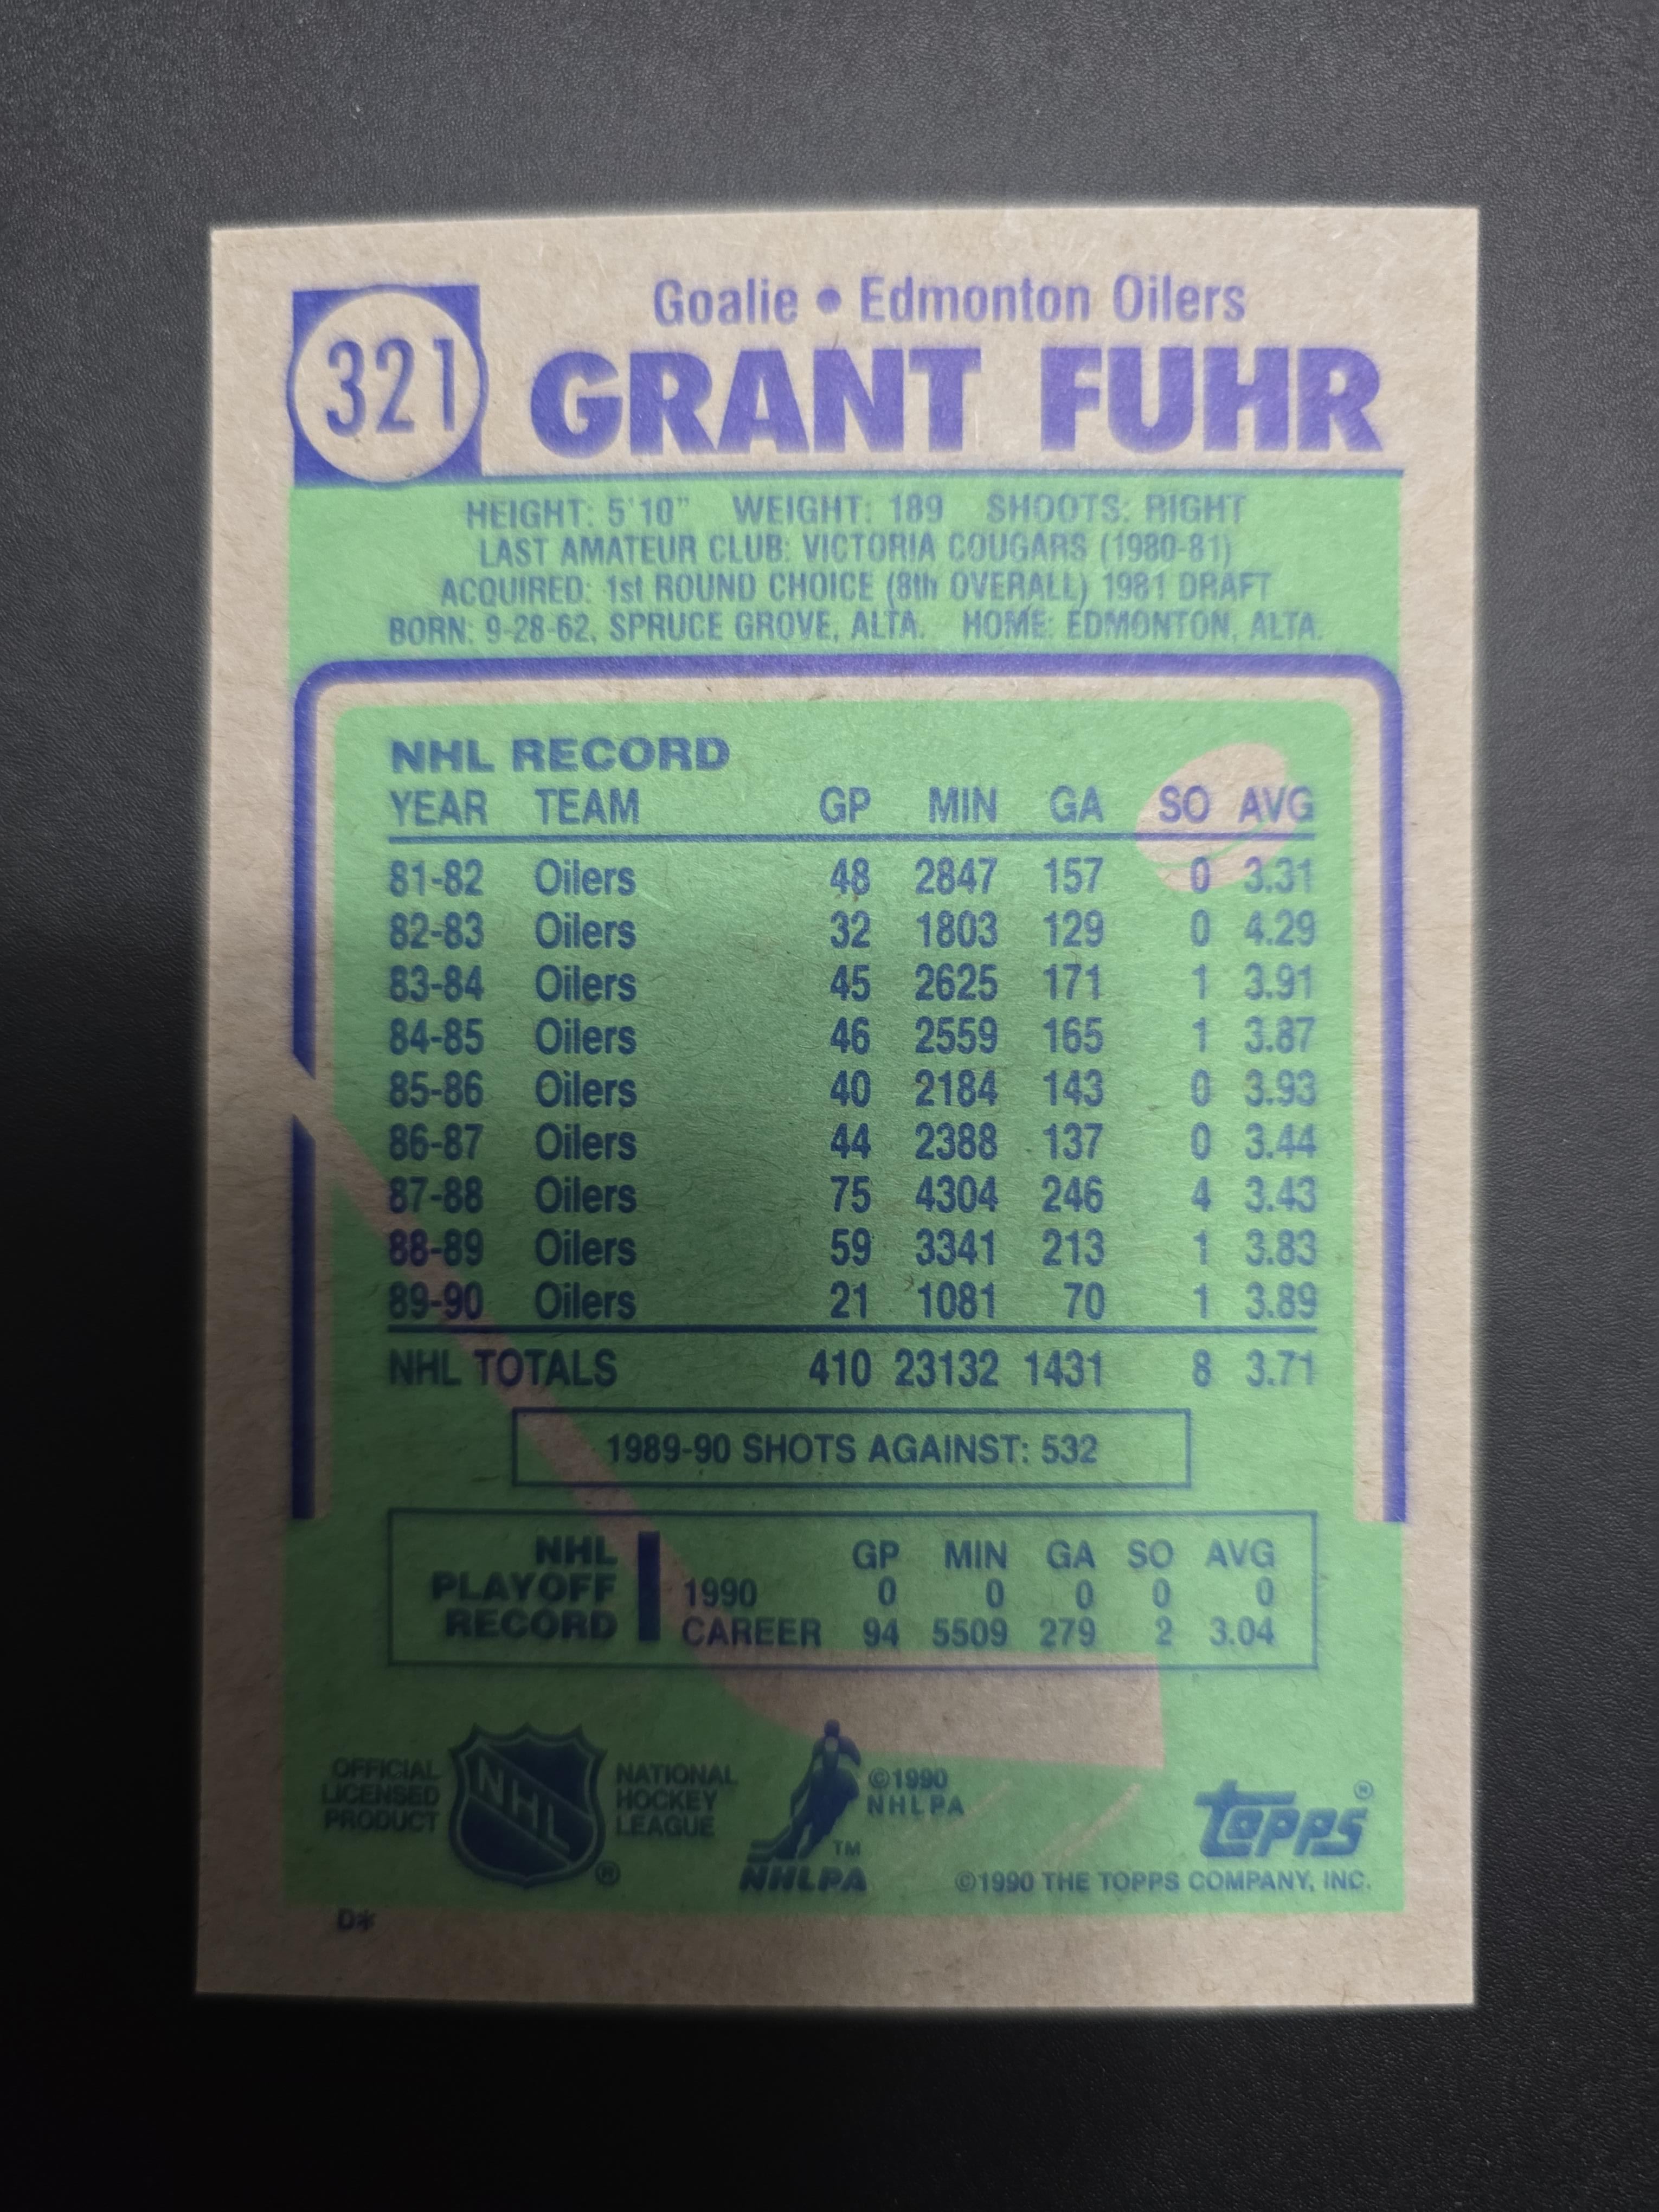 321
Goalie • Edmonton Oilers
GRANT FUHR
HEIGHT: 5'10" WEIGHT: 189 SHOOTS: RIGHT
LAST AMATEUR CLUB: VICTORIA COUGARS (1980-81)
ACQUIRED: 1st ROUND CHOICE (8th OVERALL) 1981 DRAFT
BORN: 9-28-62, SPRUCE GROVE, ALTA. HOME: EDMONTON, ALTA.
NHL RECORD
YEAR TEAM GP MIN GA SO AVG
81-82 Oilers 48 2847 157 0 3.31
82-83 Oilers 32 1803 129 0 4.29
83-84 Oilers 45 2625 171 1 3.91
84-85 Oilers 46 2559 165 1 3.87
85-86 Oilers 40 2184 143 0 3.93
86-87 Oilers 44 2388 137 0 3.44
87-88 Oilers 75 4304 246 4 3.43
88-89 Oilers 59 3341 213 1 3.83
89-90 Oilers 21 1081 70 1 3.89
NHL TOTALS 410 23132 1431 8 3.71
1989-90 SHOTS AGAINST: 532
NHL PLAYOFF RECORD
GP MIN GA SO AVG
1990 0 0 0 0 0
CAREER 94 5509 279 2 3.04
OFFICIAL
LICENSED
PRODUCT
NHL ®
NATIONAL
HOCKEY
LEAGUE
©1990
NHLPA
TM
NHLPA
topps ®
©1990 THE TOPPS COMPANY, INC.
D*